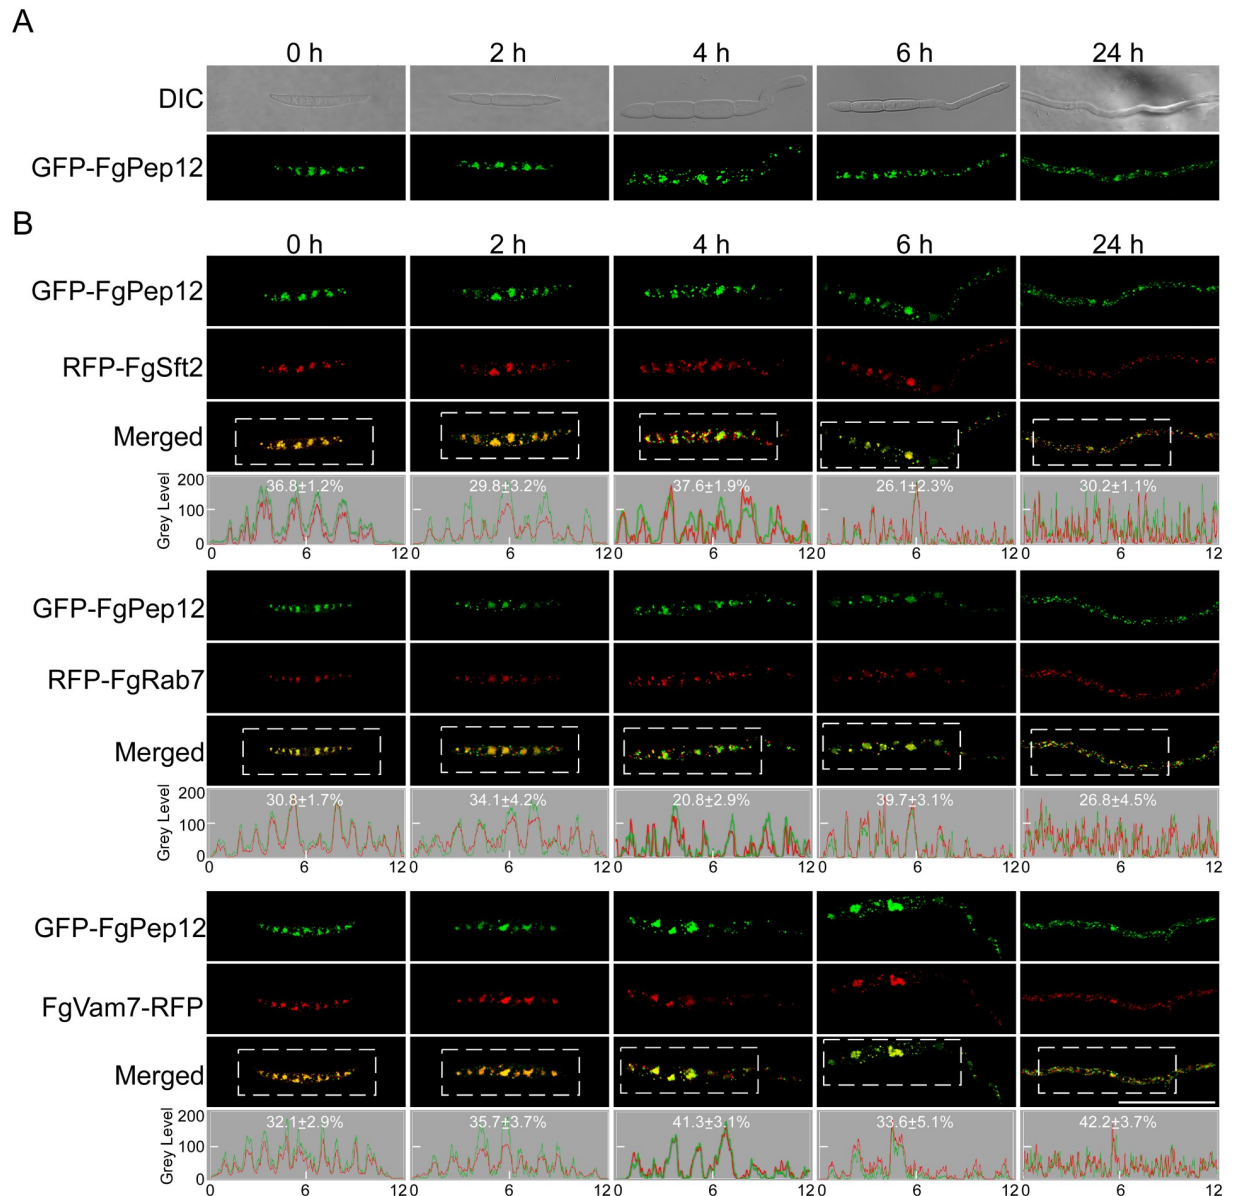 A
0 h 2 h 4 h 6 h 24 h
DIC
GFP-FgPep12
B
0 h 2 h 4 h 6 h 24 h
GFP-FgPep12
RFP-FgSft2
Merged
Grey Level
200
100
0
36.8±1.2% 29.8±3.2% 37.6±1.9% 26.1±2.3% 30.2±1.1%
0 6 12 0 6 12 0 6 12 0 6 12 0 6 12
GFP-FgPep12
RFP-FgRab7
Merged
Grey Level
200
100
0
30.8±1.7% 34.1±4.2% 20.8±2.9% 39.7±3.1% 26.8±4.5%
0 6 12 0 6 12 0 6 12 0 6 12 0 6 12
GFP-FgPep12
FgVam7-RFP
Merged
Grey Level
200
100
0
32.1±2.9% 35.7±3.7% 41.3±3.1% 33.6±5.1% 42.2±3.7%
0 6 12 0 6 12 0 6 12 0 6 12 0 6 12